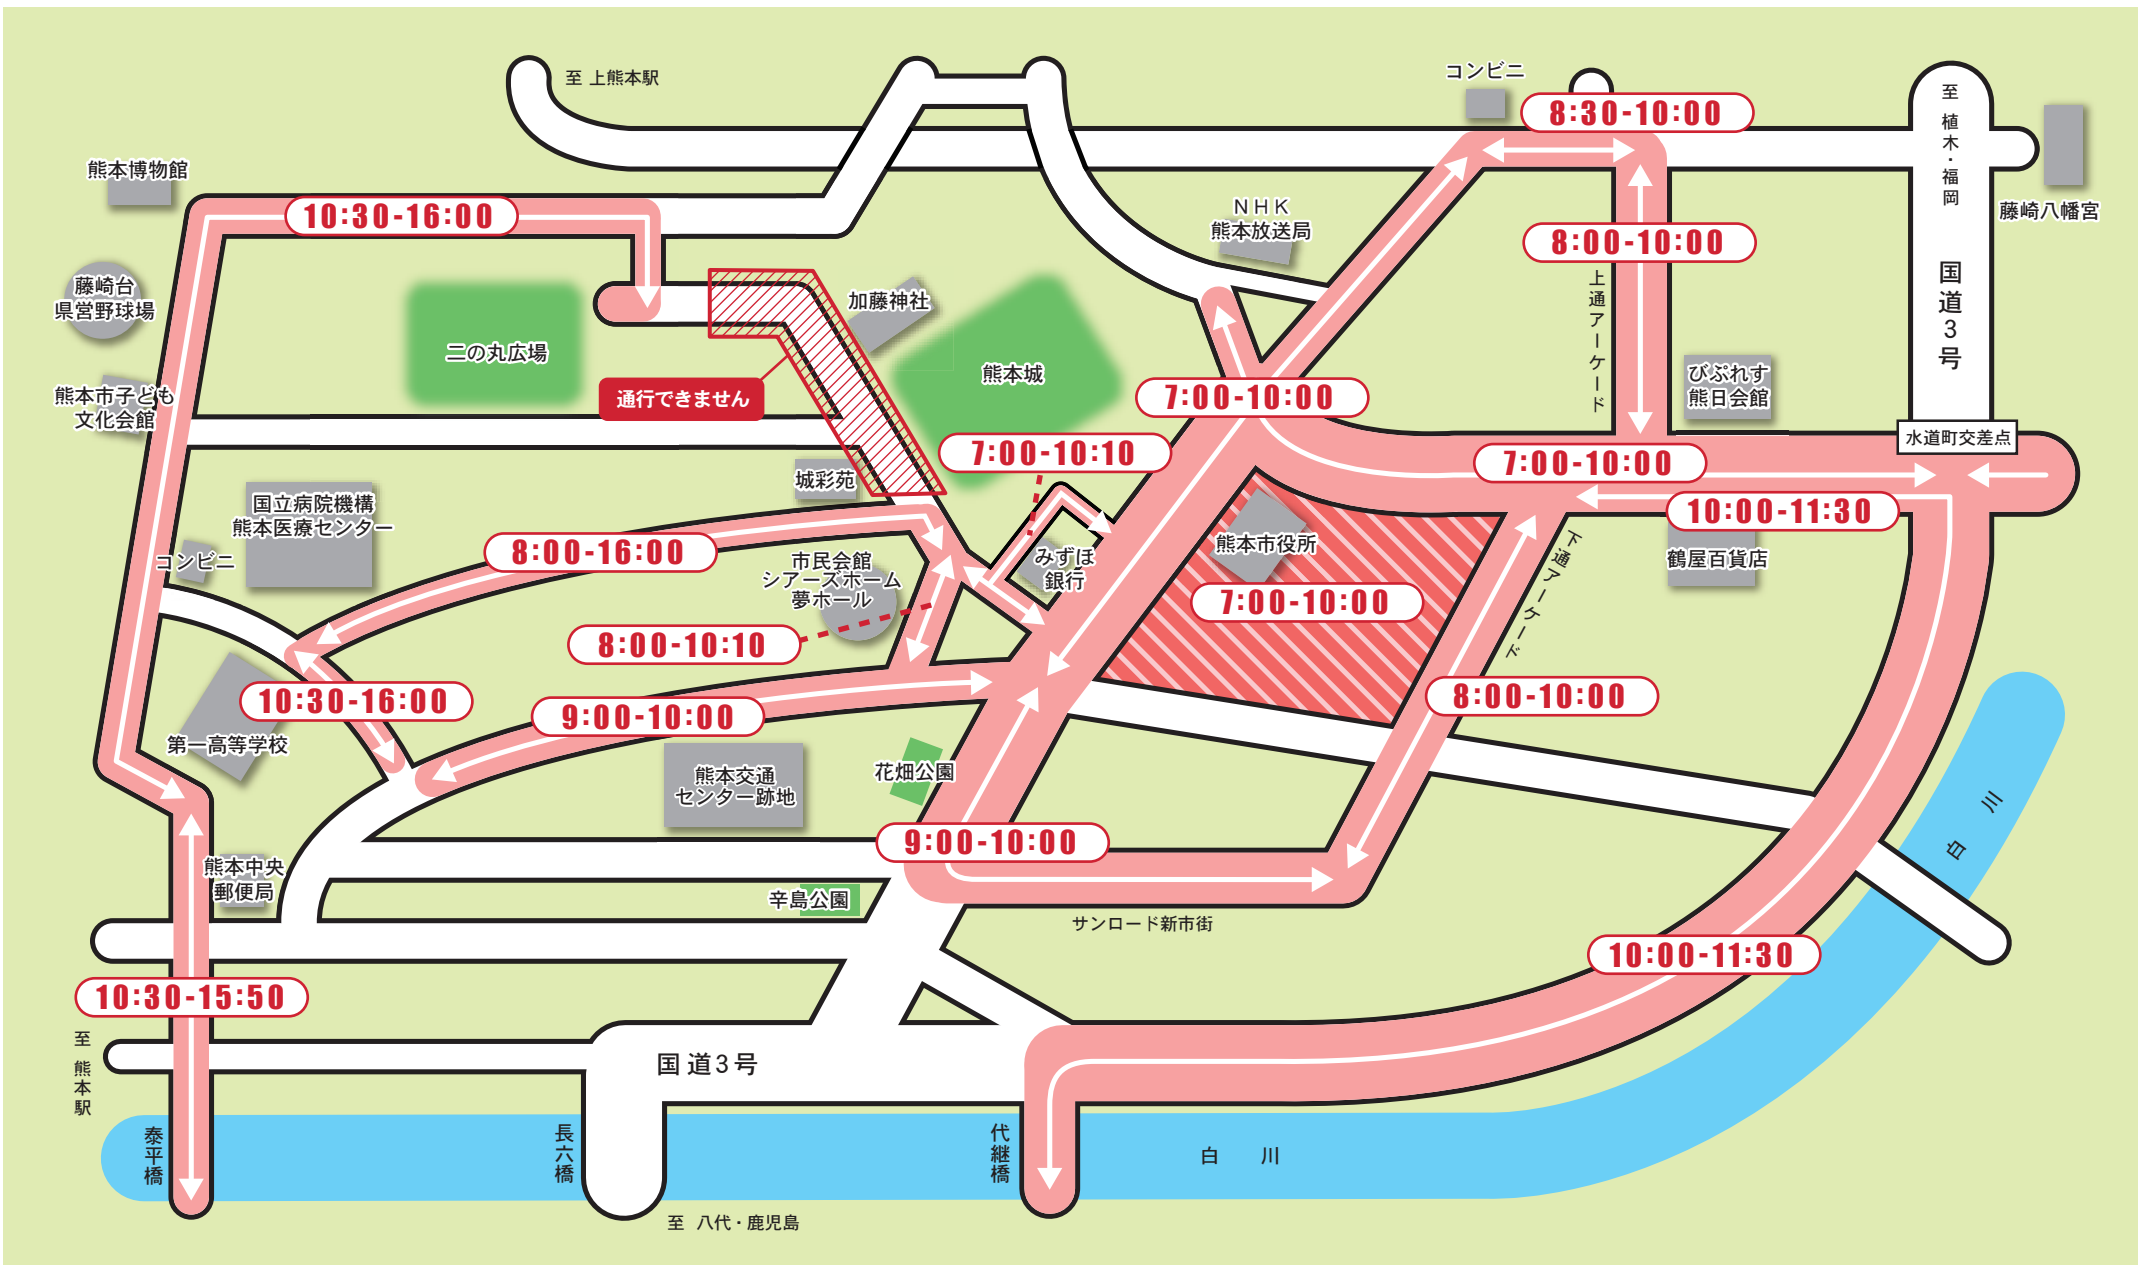 至 上熊本駅
コンビニ
8:30-10:00
至 植木・福岡
熊本博物館
10:30-16:00
NHK
熊本放送局
8:00-10:00
藤崎八幡宮
藤崎台
県営野球場
加藤神社
上通アーケード
国道3号
二の丸広場
熊本城
びぷれす
熊日会館
熊本市子ども
文化会館
通行できません
7:00-10:00
水道町交差点
7:00-10:10
7:00-10:00
城彩苑
国立病院機構
熊本医療センター
10:00-11:30
コンビニ
8:00-16:00
市民会館
シアーズホーム
夢ホール
みずほ
銀行
熊本市役所
下通アーケード
鶴屋百貨店
7:00-10:00
8:00-10:10
10:30-16:00
9:00-10:00
8:00-10:00
第一高等学校
熊本交通
センター跡地
花畑公園
白川
9:00-10:00
熊本中央
郵便局
辛島公園
サンロード新市街
10:00-11:30
10:30-15:50
至 熊本駅
国道3号
泰平橋
長六橋
代継橋
白 川
至 八代・鹿児島